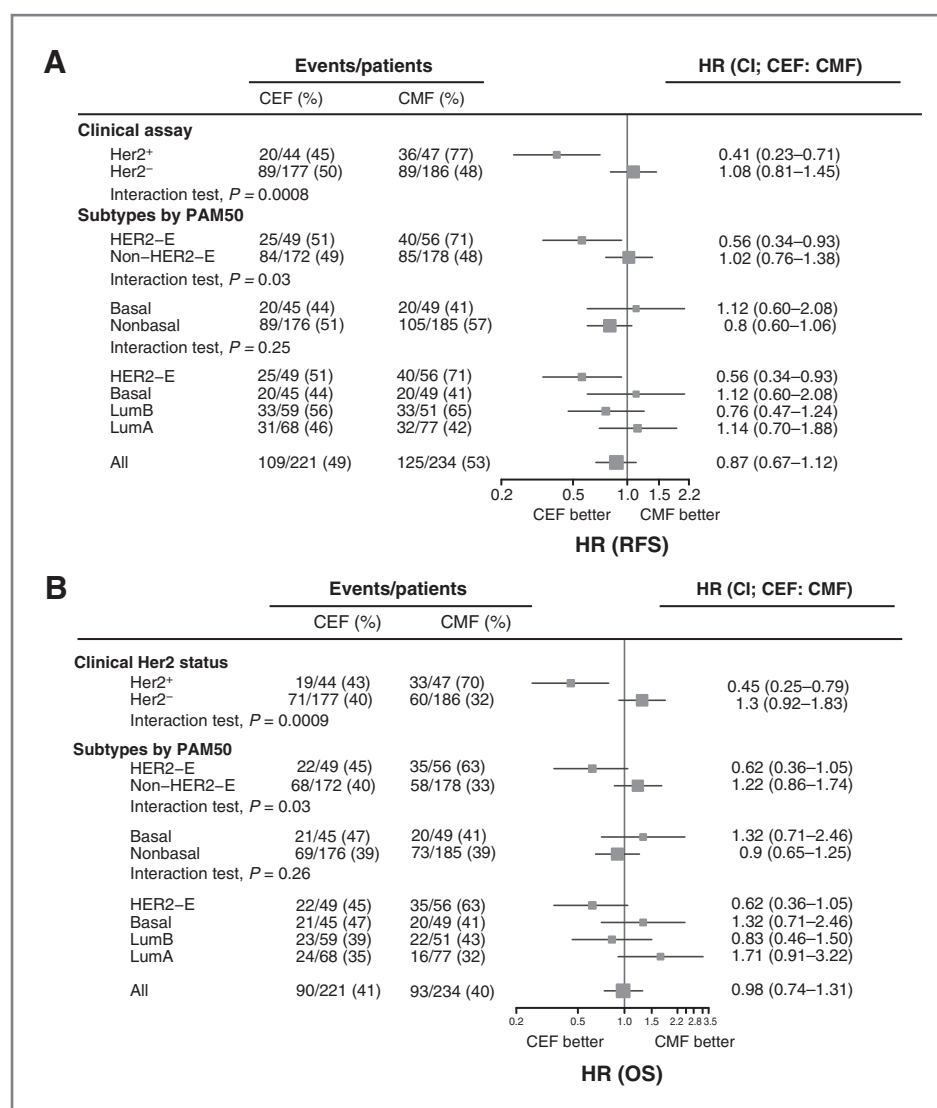 A
Events/patients HR (CI; CEF: CMF)
CEF (%) CMF (%)
Clinical assay
Her2⁺ 20/44 (45) 36/47 (77) 0.41 (0.23–0.71)
Her2⁻ 89/177 (50) 89/186 (48) 1.08 (0.81–1.45)
Interaction test, P = 0.0008
Subtypes by PAM50
HER2–E 25/49 (51) 40/56 (71) 0.56 (0.34–0.93)
Non–HER2–E 84/172 (49) 85/178 (48) 1.02 (0.76–1.38)
Interaction test, P = 0.03
Basal 20/45 (44) 20/49 (41) 1.12 (0.60–2.08)
Nonbasal 89/176 (51) 105/185 (57) 0.8 (0.60–1.06)
Interaction test, P = 0.25
HER2–E 25/49 (51) 40/56 (71) 0.56 (0.34–0.93)
Basal 20/45 (44) 20/49 (41) 1.12 (0.60–2.08)
LumB 33/59 (56) 33/51 (65) 0.76 (0.47–1.24)
LumA 31/68 (46) 32/77 (42) 1.14 (0.70–1.88)
All 109/221 (49) 125/234 (53) 0.87 (0.67–1.12)
0.2 0.5 1.0 1.5 2.2
CEF better CMF better
HR (RFS)
B
Events/patients HR (CI; CEF: CMF)
CEF (%) CMF (%)
Clinical Her2 status
Her2⁺ 19/44 (43) 33/47 (70) 0.45 (0.25–0.79)
Her2⁻ 71/177 (40) 60/186 (32) 1.3 (0.92–1.83)
Interaction test, P = 0.0009
Subtypes by PAM50
HER2–E 22/49 (45) 35/56 (63) 0.62 (0.36–1.05)
Non–HER2–E 68/172 (40) 58/178 (33) 1.22 (0.86–1.74)
Interaction test, P = 0.03
Basal 21/45 (47) 20/49 (41) 1.32 (0.71–2.46)
Nonbasal 69/176 (39) 73/185 (39) 0.9 (0.65–1.25)
Interaction test, P = 0.26
HER2–E 22/49 (45) 35/56 (63) 0.62 (0.36–1.05)
Basal 21/45 (47) 20/49 (41) 1.32 (0.71–2.46)
LumB 23/59 (39) 22/51 (43) 0.83 (0.46–1.50)
LumA 24/68 (35) 16/77 (32) 1.71 (0.91–3.22)
All 90/221 (41) 93/234 (40) 0.98 (0.74–1.31)
0.2 0.5 1.0 1.5 2.2 2.8 3.5
CEF better CMF better
HR (OS)